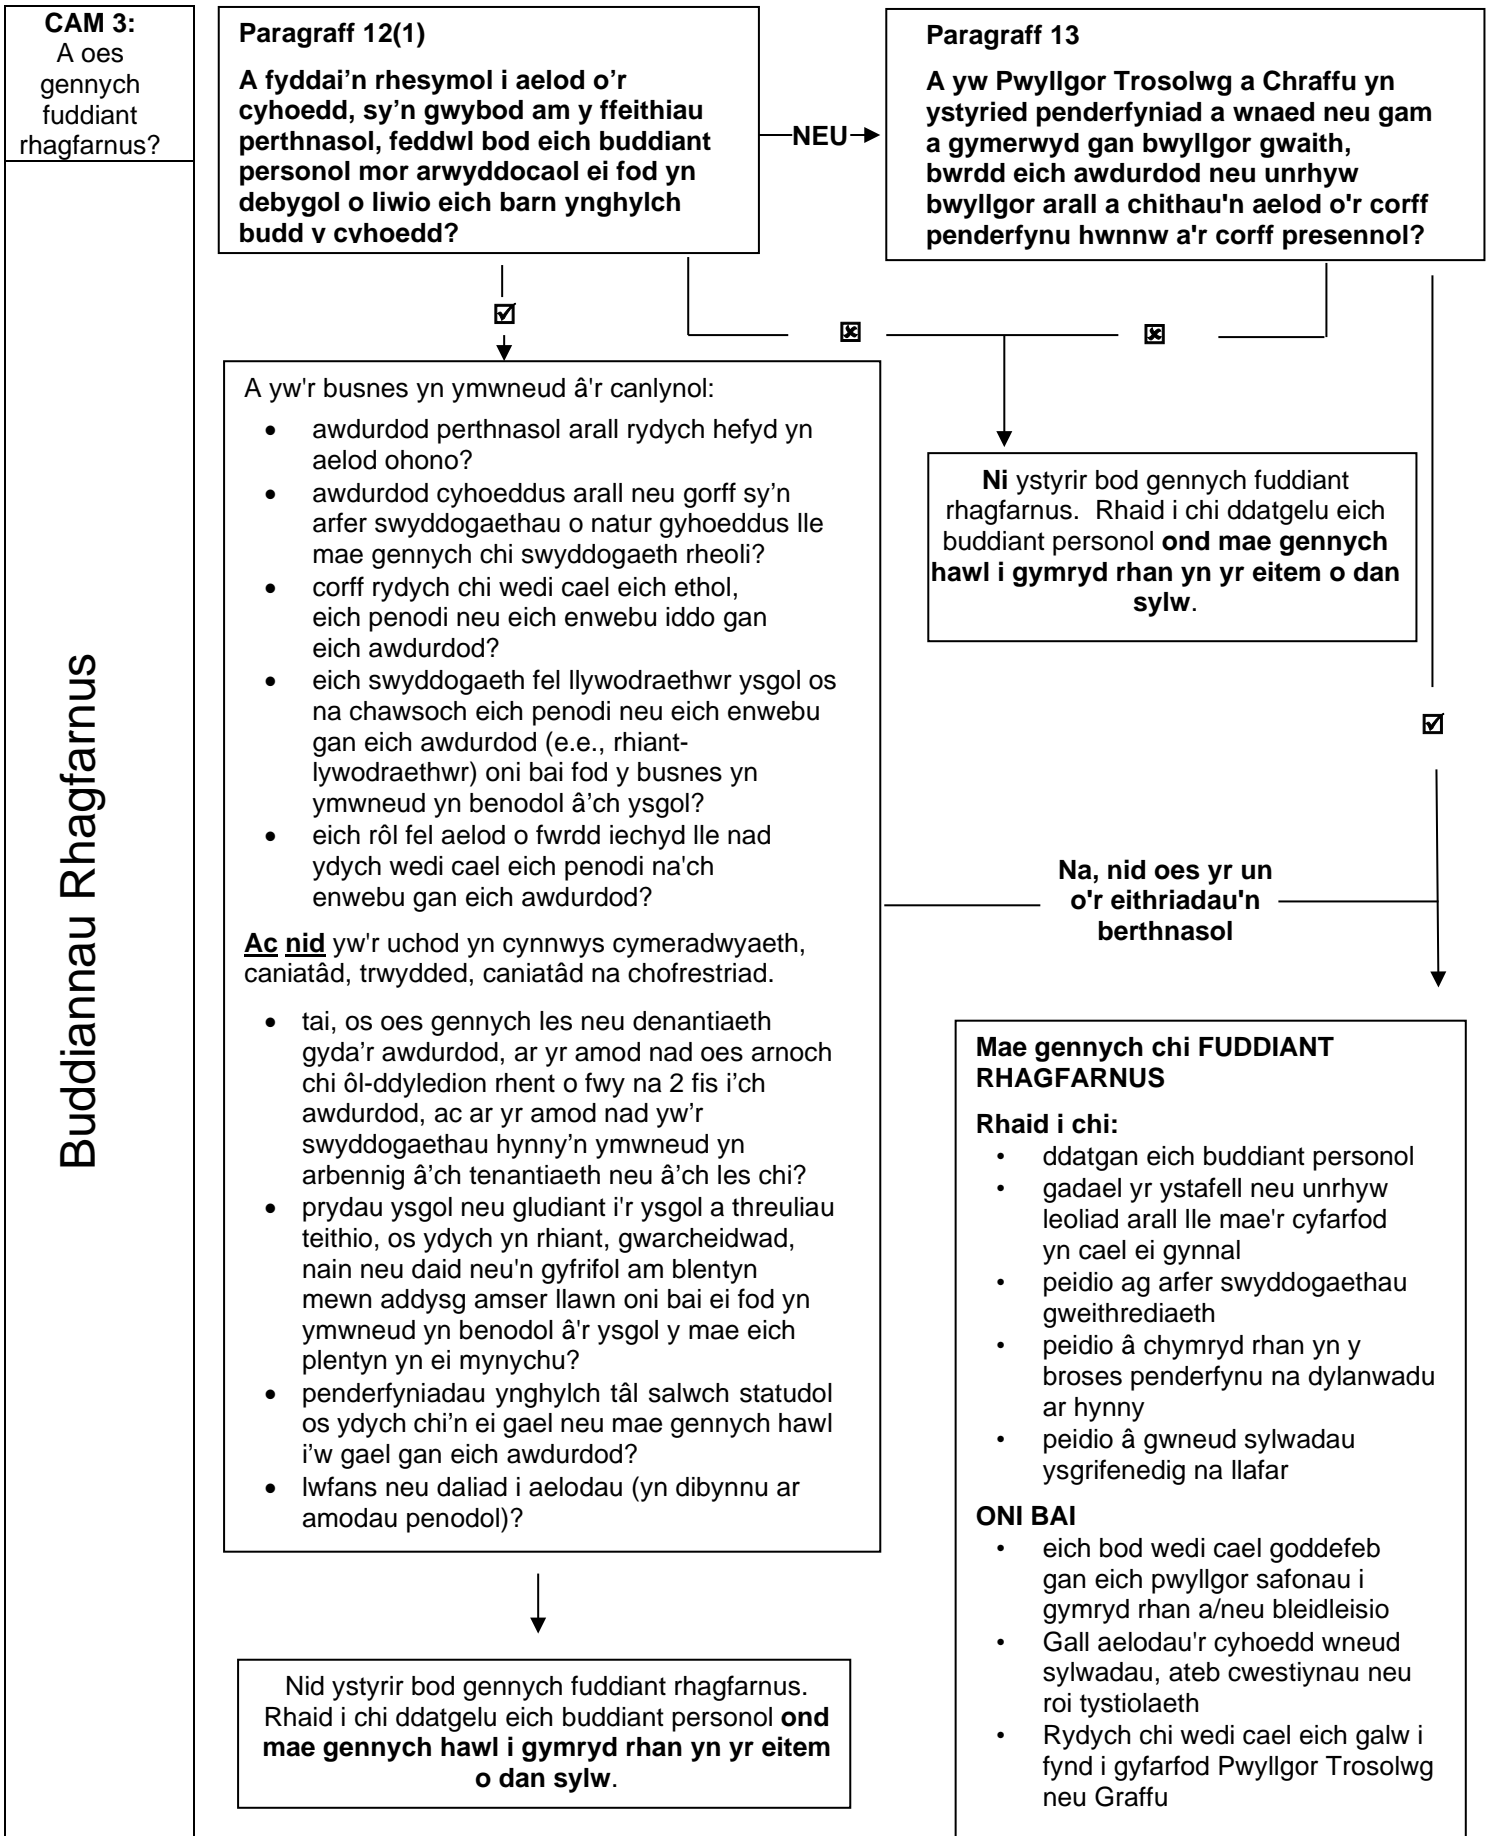 CAM 3:
A oes
gennych
fuddiant
rhagfarnus?
Buddiannau Rhagfarnus
Paragraff 12(1)
A fyddai’n rhesymol i aelod o’r
cyhoedd, sy’n gwybod am y ffeithiau
perthnasol, feddwl bod eich buddiant
personol mor arwyddocaol ei fod yn
debygol o liwio eich barn ynghylch
budd y cyhoedd?
NEU
Paragraff 13
A yw Pwyllgor Trosolwg a Chraffu yn
ystyried penderfyniad a wnaed neu gam
a gymerwyd gan bwyllgor gwaith,
bwrdd eich awdurdod neu unrhyw
bwyllgor arall a chithau'n aelod o'r corff
penderfynu hwnnw a'r corff presennol?
A yw'r busnes yn ymwneud â'r canlynol:
• awdurdod perthnasol arall rydych hefyd yn
aelod ohono?
• awdurdod cyhoeddus arall neu gorff sy’n
arfer swyddogaethau o natur gyhoeddus lle
mae gennych chi swyddogaeth rheoli?
• corff rydych chi wedi cael eich ethol,
eich penodi neu eich enwebu iddo gan
eich awdurdod?
• eich swyddogaeth fel llywodraethwr ysgol os
na chawsoch eich penodi neu eich enwebu
gan eich awdurdod (e.e., rhiant-
lywodraethwr) oni bai fod y busnes yn
ymwneud yn benodol â’ch ysgol?
• eich rôl fel aelod o fwrdd iechyd lle nad
ydych wedi cael eich penodi na'ch
enwebu gan eich awdurdod?
Ac nid yw'r uchod yn cynnwys cymeradwyaeth,
caniatâd, trwydded, caniatâd na chofrestriad.
• tai, os oes gennych les neu denantiaeth
gyda'r awdurdod, ar yr amod nad oes arnoch
chi ôl-ddyledion rhent o fwy na 2 fis i’ch
awdurdod, ac ar yr amod nad yw’r
swyddogaethau hynny’n ymwneud yn
arbennig â’ch tenantiaeth neu â’ch les chi?
• prydau ysgol neu gludiant i'r ysgol a threuliau
teithio, os ydych yn rhiant, gwarcheidwad,
nain neu daid neu'n gyfrifol am blentyn
mewn addysg amser llawn oni bai ei fod yn
ymwneud yn benodol â'r ysgol y mae eich
plentyn yn ei mynychu?
• penderfyniadau ynghylch tâl salwch statudol
os ydych chi’n ei gael neu mae gennych hawl
i’w gael gan eich awdurdod?
• lwfans neu daliad i aelodau (yn dibynnu ar
amodau penodol)?
Ni ystyrir bod gennych fuddiant
rhagfarnus. Rhaid i chi ddatgelu eich
buddiant personol ond mae gennych
hawl i gymryd rhan yn yr eitem o dan
sylw.
Na, nid oes yr un
o'r eithriadau'n
berthnasol
Nid ystyrir bod gennych fuddiant rhagfarnus.
Rhaid i chi ddatgelu eich buddiant personol ond
mae gennych hawl i gymryd rhan yn yr eitem
o dan sylw.
Mae gennych chi FUDDIANT
RHAGFARNUS
Rhaid i chi:
• ddatgan eich buddiant personol
• gadael yr ystafell neu unrhyw
leoliad arall lle mae'r cyfarfod
yn cael ei gynnal
• peidio ag arfer swyddogaethau
gweithrediaeth
• peidio â chymryd rhan yn y
broses penderfynu na dylanwadu
ar hynny
• peidio â gwneud sylwadau
ysgrifenedig na llafar
ONI BAI
• eich bod wedi cael goddefeb
gan eich pwyllgor safonau i
gymryd rhan a/neu bleidleisio
• Gall aelodau'r cyhoedd wneud
sylwadau, ateb cwestiynau neu
roi tystiolaeth
• Rydych chi wedi cael eich galw i
fynd i gyfarfod Pwyllgor Trosolwg
neu Graffu